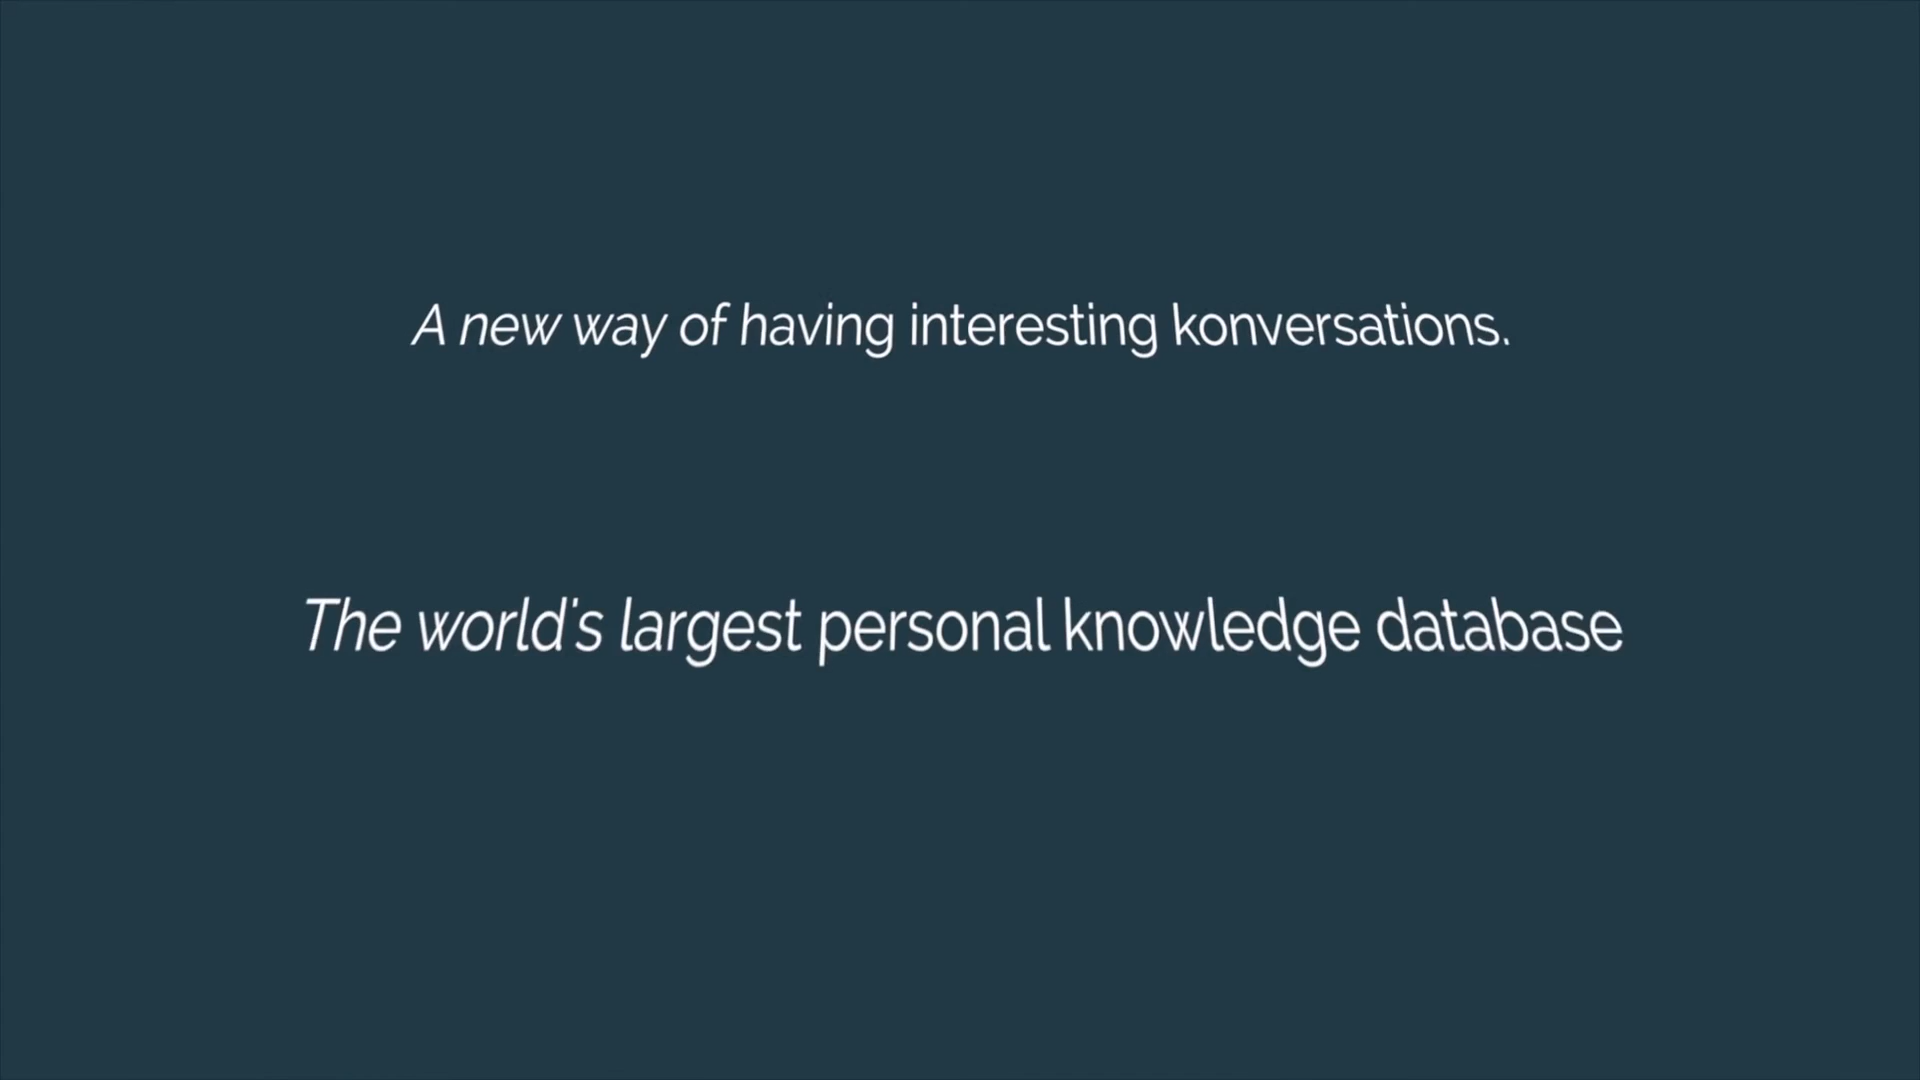 A new way of having interesting konversations.
The world's largest personal knowledge database